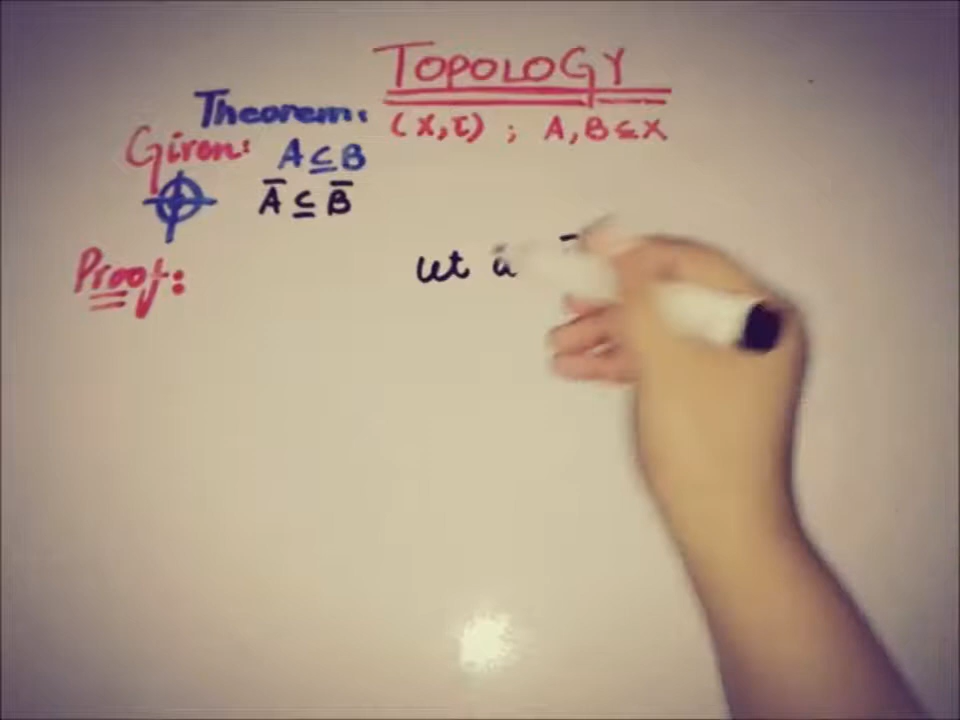 TOPOLOGY
Theorem:
(X,τ) ; A,B⊆X
Given: A⊆B
A̅ ⊆ B̅
Proof:
let a